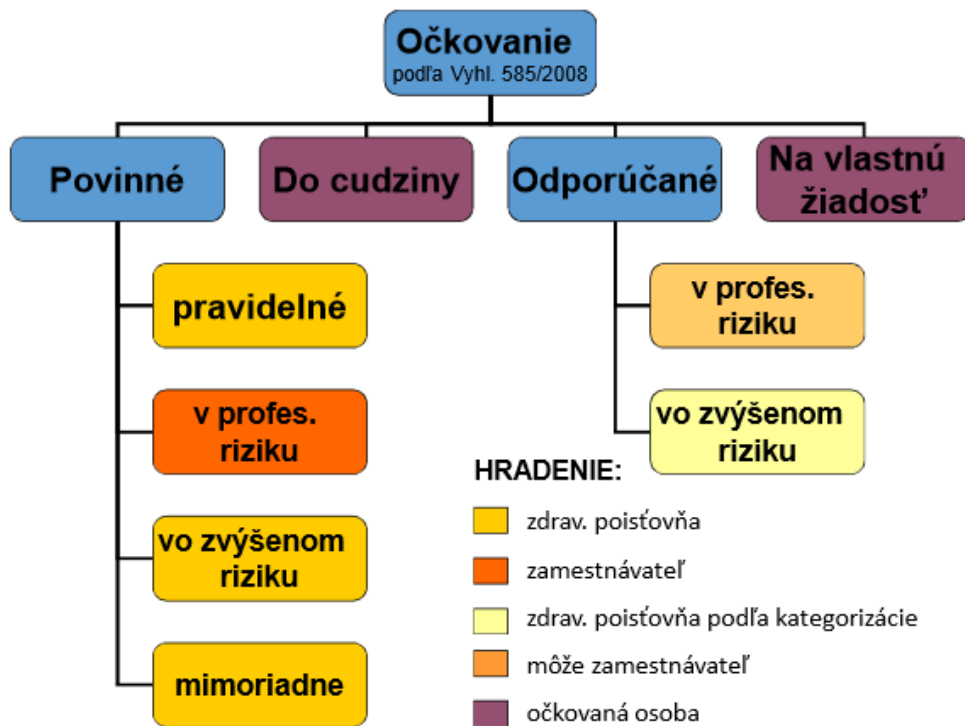 Očkovanie
podľa Vyhl. 585/2008
Povinné
Do cudziny
Odporúčané
Na vlastnú
žiadosť
pravidelné
v profes.
riziku
vo zvýšenom
riziku
mimoriadne
v profes.
riziku
vo zvýšenom
riziku
HRADENIE:
zdrav. poisťovňa
zamestnávateľ
zdrav. poisťovňa podľa kategorizácie
môže zamestnávateľ
očkovaná osoba